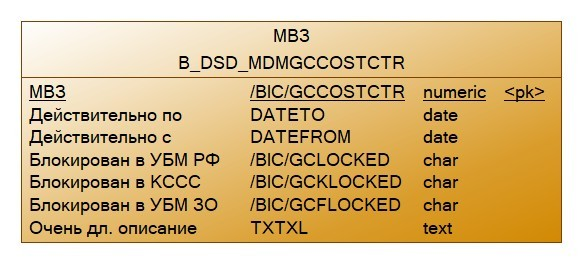 МВЗ
B_DSD_MDMGCCOSTCTR
МВЗ /BIC/GCCOSTCTR numeric <pk>
Действительно по DATETO date
Действительно с DATEFROM date
Блокирован в УБМ РФ /BIC/GCLOCKED char
Блокирован в КССС /BIC/GCKLOCKED char
Блокирован в УБМ ЗО /BIC/GCFLOCKED char
Очень дл. описание TXTXL text